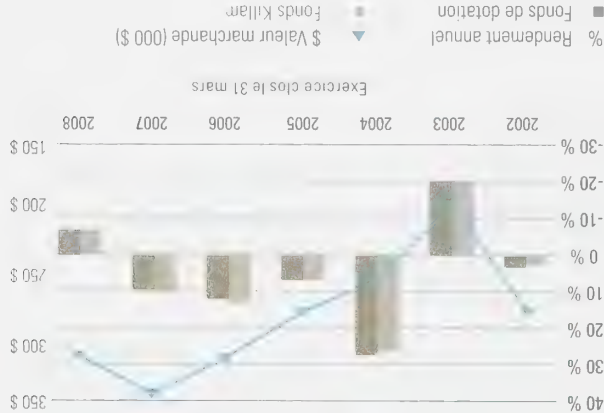 40 % 350 $
30 %
300 $
20 %
10 %
250 $
0 %
-10 %
200 $
-20 %
-30 % 150 $
2002 2003 2004 2005 2006 2007 2008
Exercice clos le 31 mars
% Rendement annuel $ Valeur marchande (000 $)
Fonds de dotation Fonds Killam